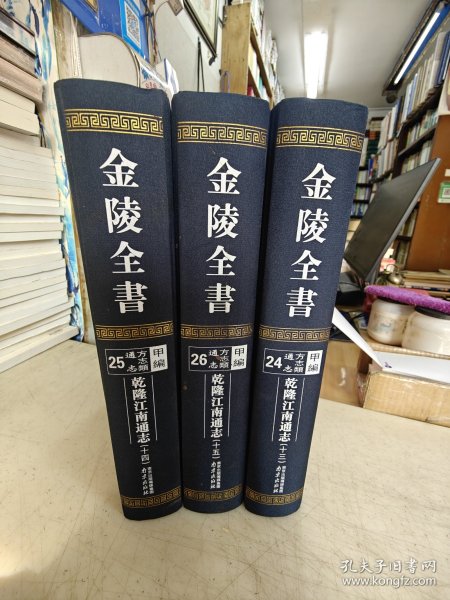 金陵全書
甲編
方志類
通志
25
乾隆江南通志
(十四)
南京出版社
金陵全書
甲編
方志類
通志
26
乾隆江南通志
(十五)
南京出版社
金陵全書
甲編
方志類
通志
24
乾隆江南通志
(十三)
南京出版社
孔夫子旧书网
www.kongfz.com